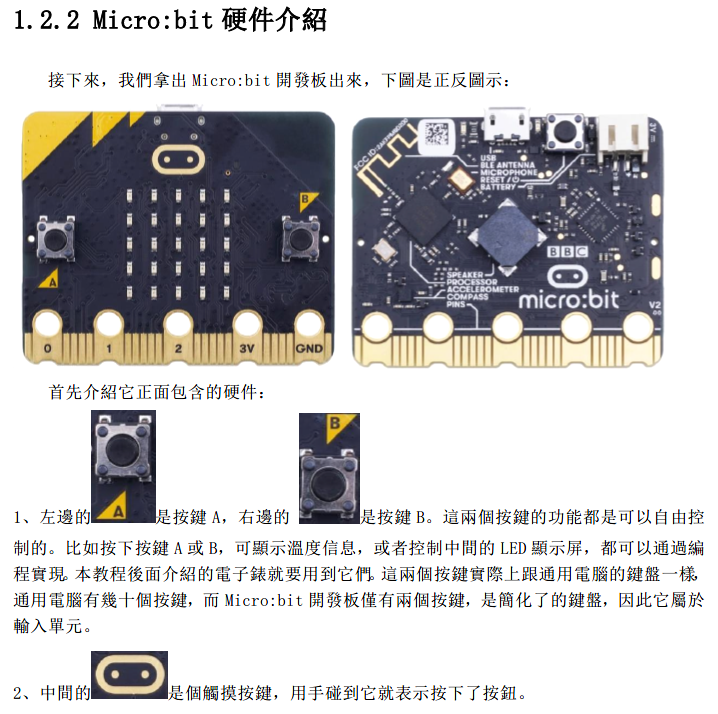 1.2.2 Micro:bit 硬件介紹
接下來，我們拿出 Micro:bit 開發板出來，下圖是正反圖示：
B
A
0 1 2 3V GND
FCC ID:2AKFPMB1020
3V
USB
BLE ANTENNA
MICROPHONE
RESET /
BATTERY
BBC
SPEAKER
PROCESSOR
ACCELEROMETER
COMPASS
PINS
micro:bit
V2
首先介紹它正面包含的硬件：
A
B
1、左邊的是按鍵 A，右邊的是按鍵 B。這兩個按鍵的功能都是可以自由控
制的。比如按下按鍵 A 或 B，可顯示溫度信息，或者控制中間的 LED 顯示屏，都可以通過編
程實現。本教程後面介紹的電子錶就要用到它們。這兩個按鍵實際上跟通用電腦的鍵盤一樣，
通用電腦有幾十個按鍵，而 Micro:bit 開發板僅有兩個按鍵，是簡化了的鍵盤，因此它屬於
輸入單元。
2、中間的是個觸摸按鍵，用手碰到它就表示按下了按鈕。